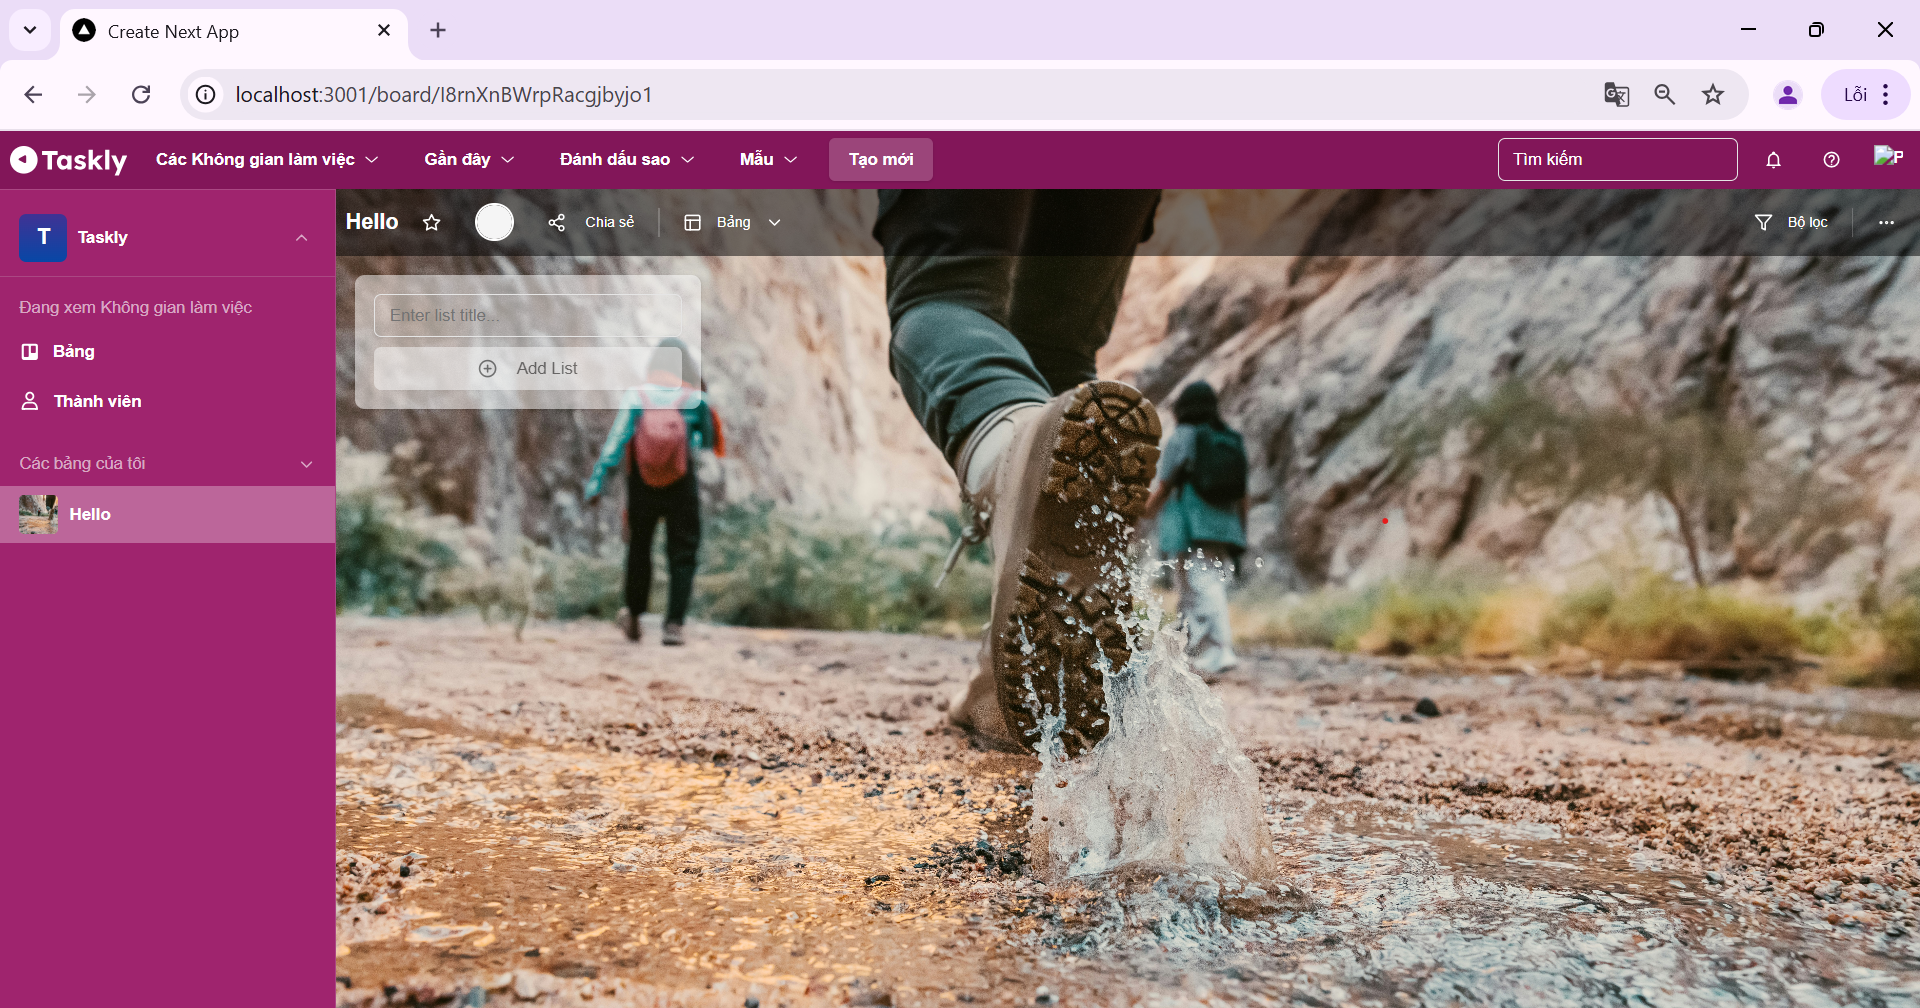 Create Next App
localhost:3001/board/I8rnXnBWrpRacgjbyjo1
Lỗi
Taskly
Các Không gian làm việc
Gần đây
Đánh dấu sao
Mẫu
Tạo mới
Tìm kiếm
P
T
Taskly
Hello
Chia sẻ
Bảng
Bộ lọc
Đang xem Không gian làm việc
Bảng
Thành viên
Các bảng của tôi
Hello
Enter list title...
Add List